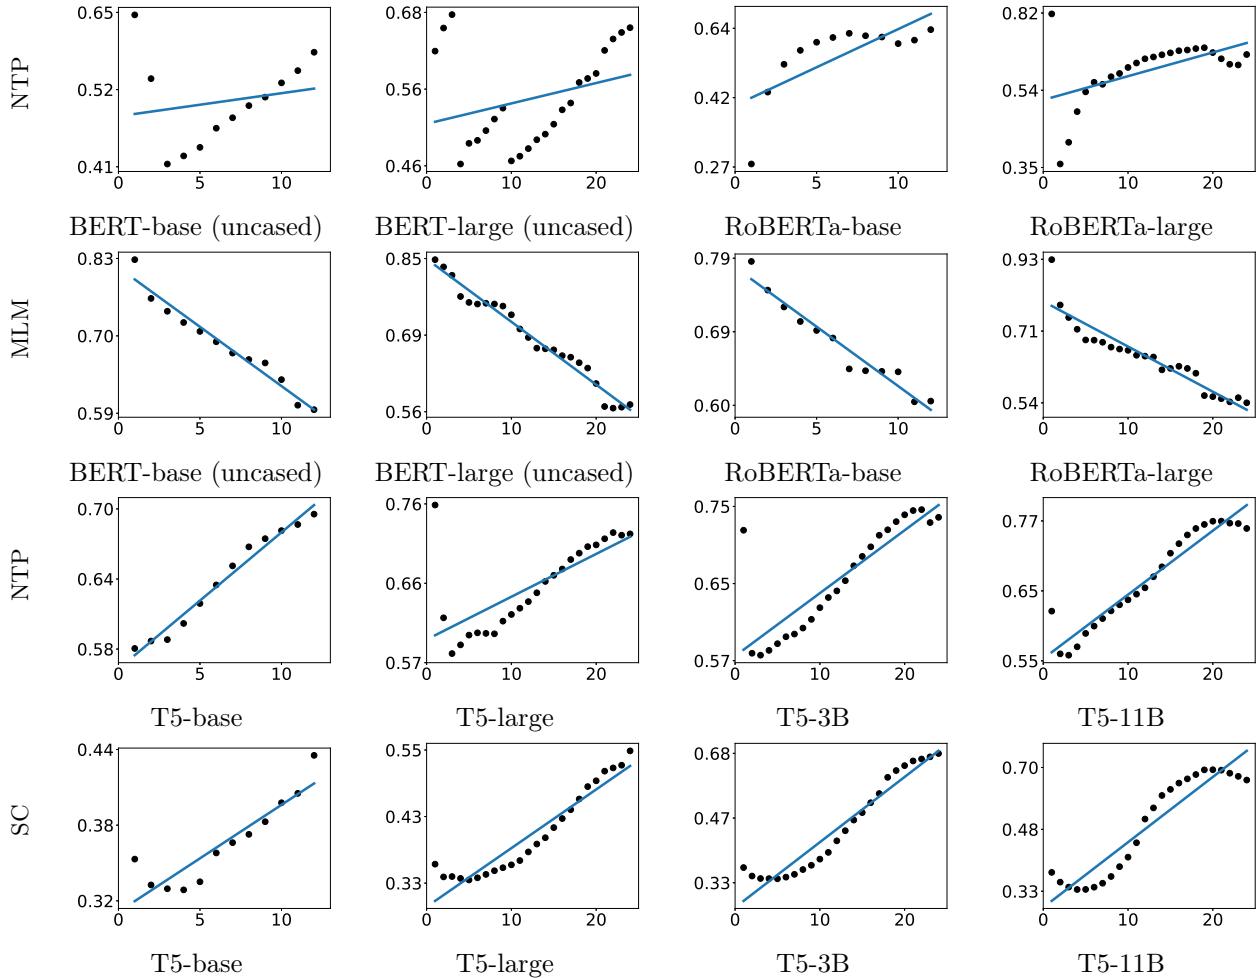 NTP
0.65
0.52
0.41
0 5 10
0.68
0.56
0.46
0 10 20
0.64
0.42
0.27
0 5 10
0.82
0.54
0.35
0 10 20
BERT-base (uncased) BERT-large (uncased) RoBERTa-base RoBERTa-large
MLM
0.83
0.70
0.59
0 5 10
0.85
0.69
0.56
0 10 20
0.79
0.69
0.60
0 5 10
0.93
0.71
0.54
0 10 20
BERT-base (uncased) BERT-large (uncased) RoBERTa-base RoBERTa-large
NTP
0.70
0.64
0.58
0 5 10
0.76
0.66
0.57
0 10 20
0.75
0.65
0.57
0 10 20
0.77
0.65
0.55
0 10 20
T5-base T5-large T5-3B T5-11B
SC
0.44
0.38
0.32
0 5 10
0.55
0.43
0.33
0 10 20
0.68
0.47
0.33
0 10 20
0.70
0.48
0.33
0 10 20
T5-base T5-large T5-3B T5-11B